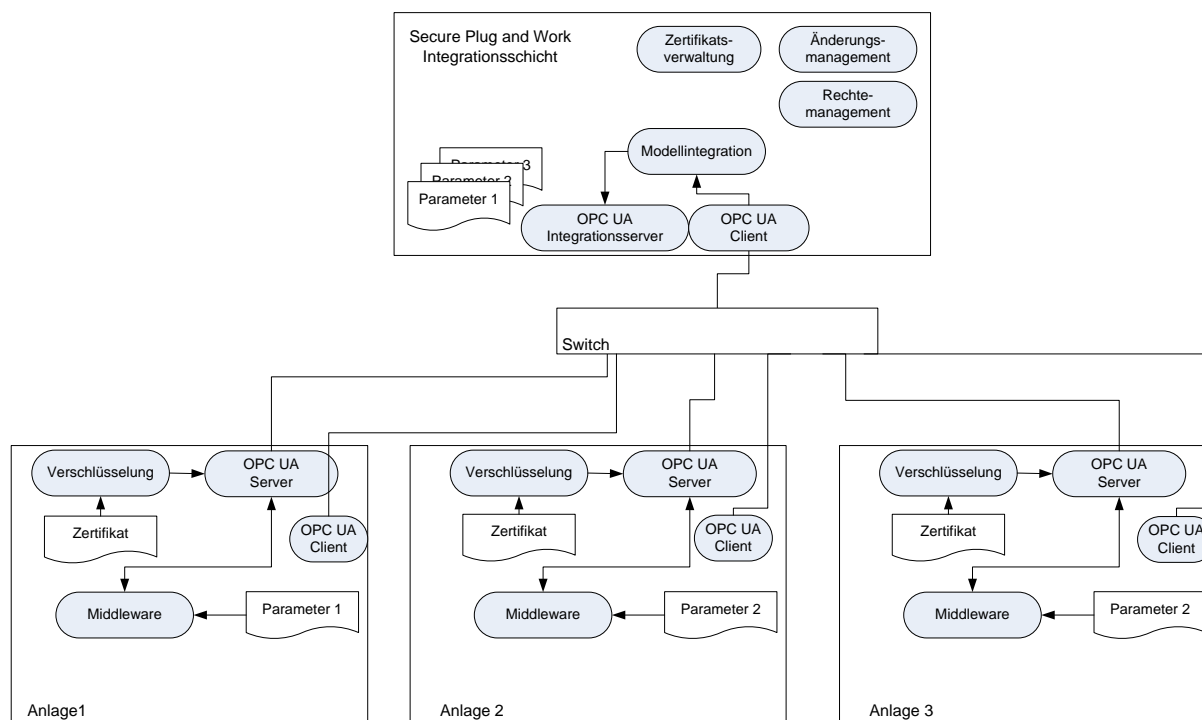 Secure Plug and Work
Integrationsschicht
Zertifikats-
verwaltung
Änderungs-
management
Rechte-
management
Modellintegration
Parameter 3
Parameter 2
Parameter 1
OPC UA
Integrationsserver
OPC UA
Client
Switch
Verschlüsselung
OPC UA
Server
Zertifikat
OPC UA
Client
Middleware
Parameter 1
Anlage1
Verschlüsselung
OPC UA
Server
Zertifikat
OPC UA
Client
Middleware
Parameter 2
Anlage 2
Verschlüsselung
OPC UA
Server
Zertifikat
OPC UA
Client
Middleware
Parameter 2
Anlage 3